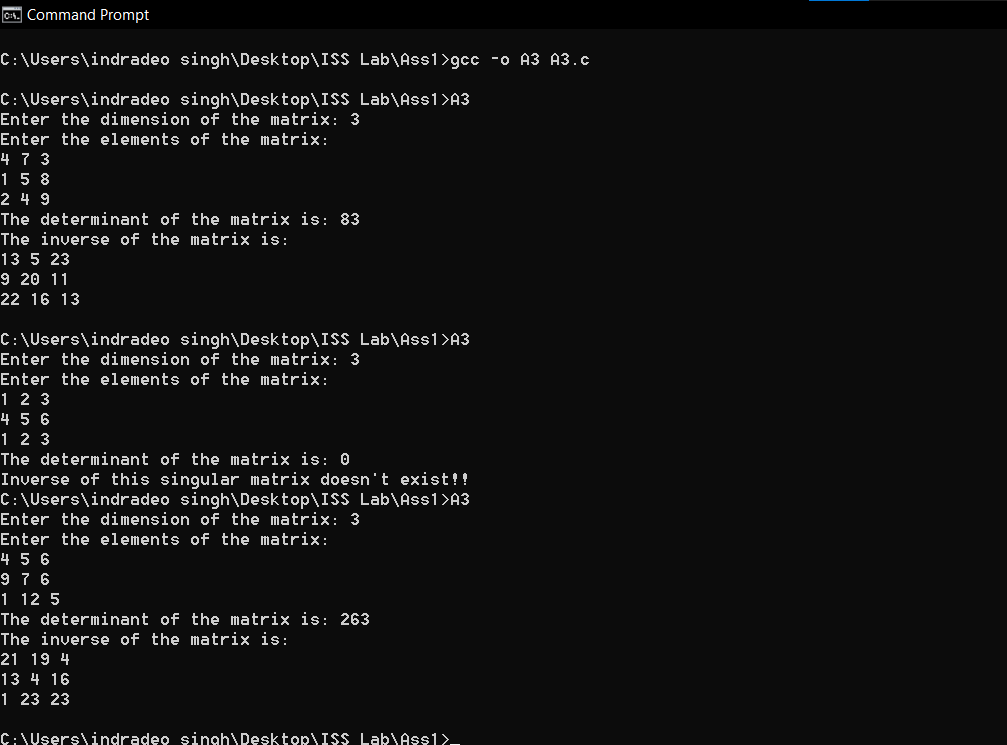 Command Prompt
C:\Users\indradeo singh\Desktop\ISS Lab\Ass1>gcc -o A3 A3.c
C:\Users\indradeo singh\Desktop\ISS Lab\Ass1>A3
Enter the dimension of the matrix: 3
Enter the elements of the matrix:
4 7 3
1 5 8
2 4 9
The determinant of the matrix is: 83
The inverse of the matrix is:
13 5 23
9 20 11
22 16 13
C:\Users\indradeo singh\Desktop\ISS Lab\Ass1>A3
Enter the dimension of the matrix: 3
Enter the elements of the matrix:
1 2 3
4 5 6
1 2 3
The determinant of the matrix is: 0
Inverse of this singular matrix doesn't exist!!
C:\Users\indradeo singh\Desktop\ISS Lab\Ass1>A3
Enter the dimension of the matrix: 3
Enter the elements of the matrix:
4 5 6
9 7 6
1 12 5
The determinant of the matrix is: 263
The inverse of the matrix is:
21 19 4
13 4 16
1 23 23
C:\Users\indradeo singh\Desktop\ISS Lab\Ass1>_